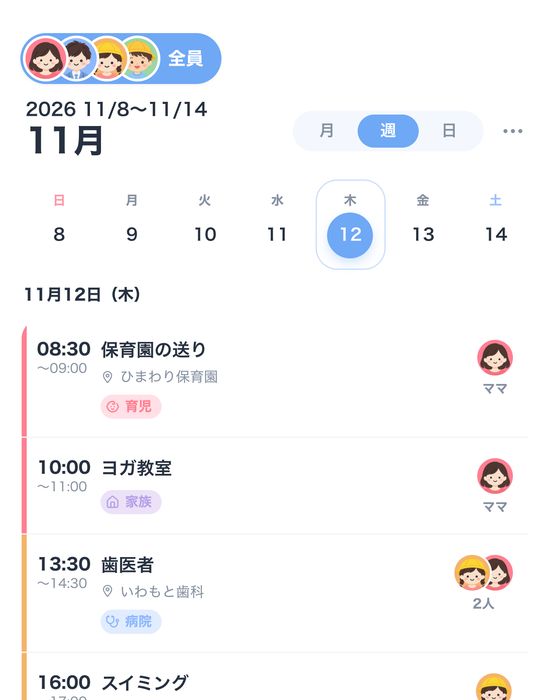 全員
2026 11/8〜11/14
11月
月 週 日
日 月 火 水 木 金 土
8 9 10 11 12 13 14
11月12日（木）
08:30 保育園の送り
〜09:00 ひまわり保育園
ママ
育児
10:00 ヨガ教室
〜11:00
家族
ママ
13:30 歯医者
〜14:30 いわもと歯科
2人
病院
16:00 スイミング